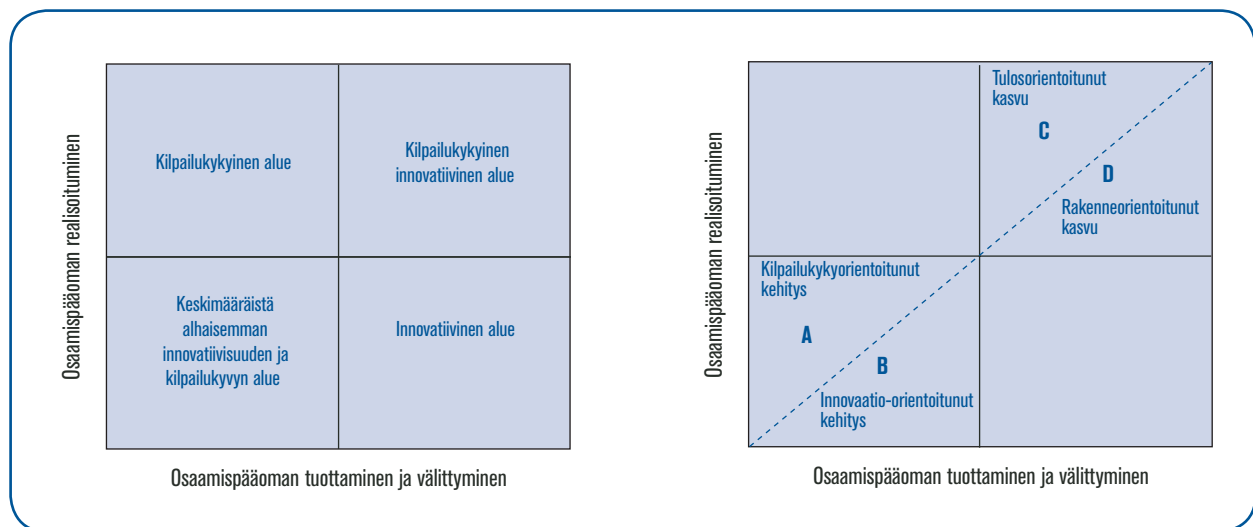 Osaamispääoman realisoituminen
Kilpailukykyinen alue
Kilpailukykyinen
innovatiivinen alue
Keskimääräistä
alhaisemman
innovatiivisuuden ja
kilpailukyvyn alue
Innovatiivinen alue
Osaamispääoman tuottaminen ja välittyminen
Osaamispääoman realisoituminen
Tulosorientoitunut
kasvu
C
D
Rakenneorientoitunut
kasvu
Kilpailukykyorientoitunut
kehitys
A
B
Innovaatio-orientoitunut
kehitys
Osaamispääoman tuottaminen ja välittyminen